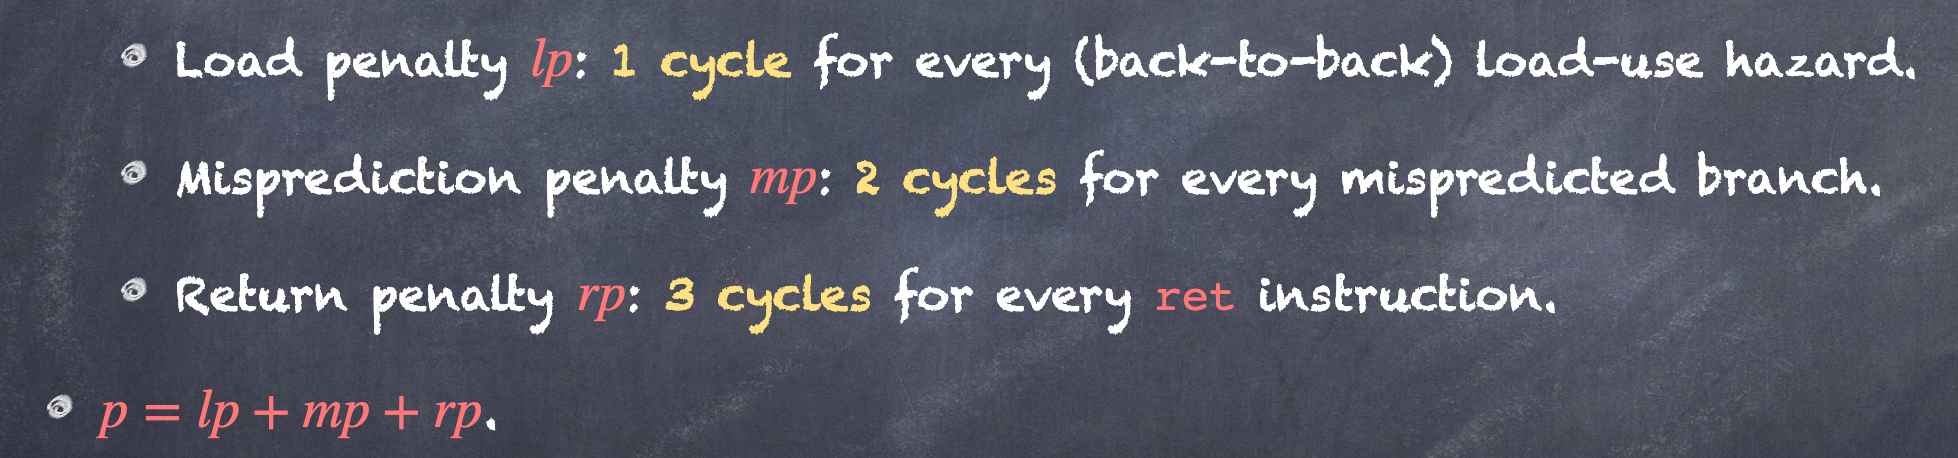 Load penalty lp: 1 cycle for every (back-to-back) load-use hazard.
Misprediction penalty mp: 2 cycles for every mispredicted branch.
Return penalty rp: 3 cycles for every ret instruction.
p = lp + mp + rp.